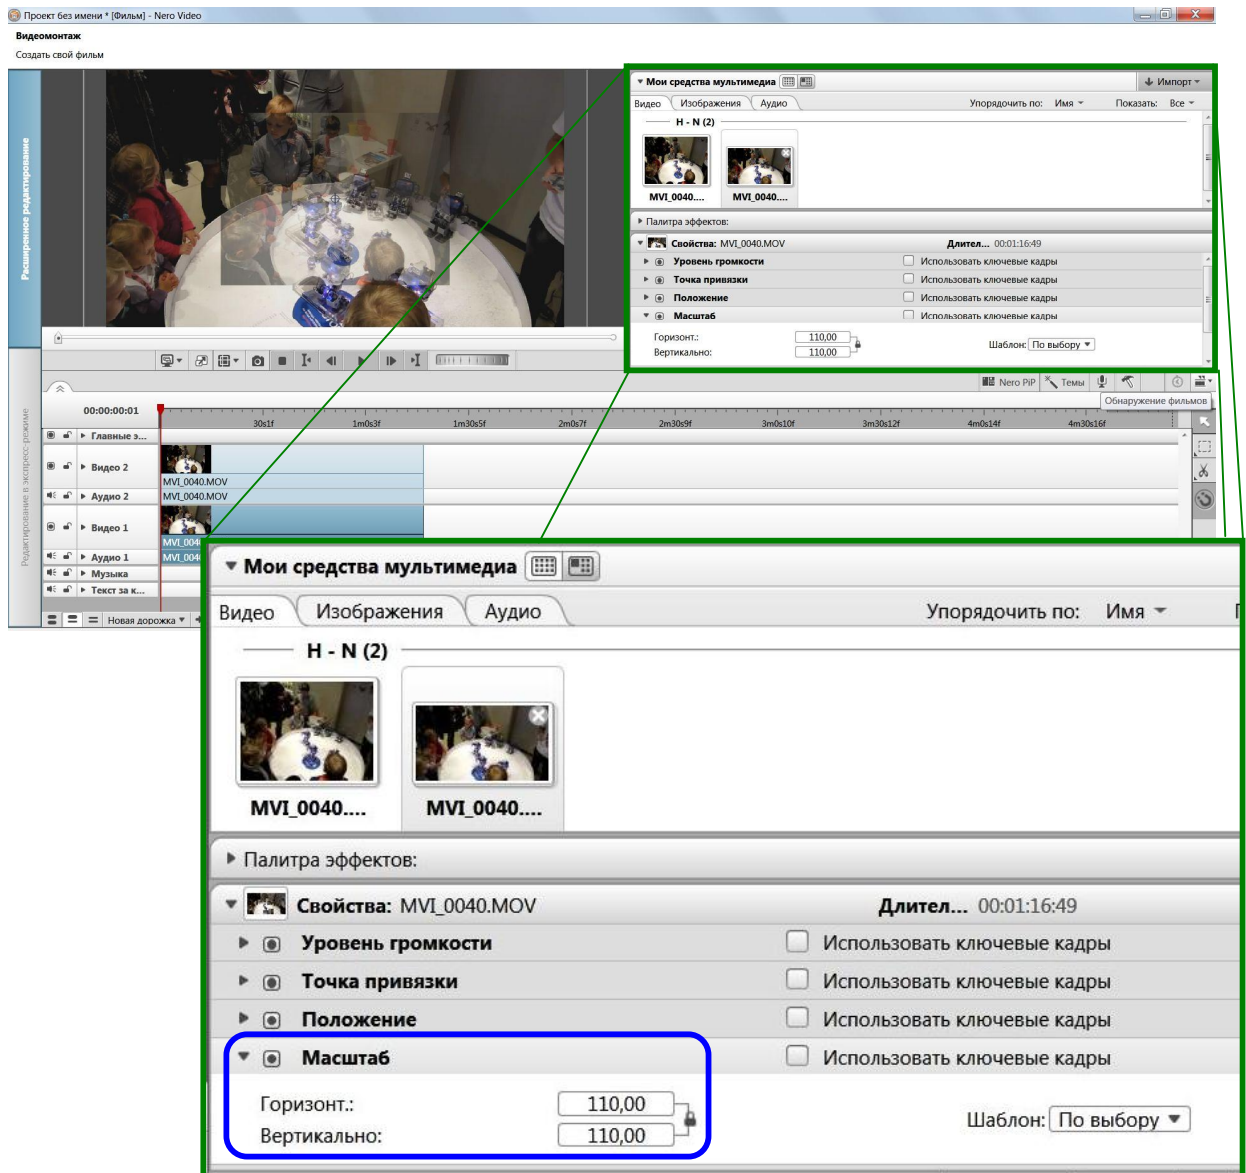 Проект без имени * [Фильм] - Nero Video
Видеомонтаж
Создать свой фильм
Расширенное редактирование
Редактирование в экспресс-режиме
Мои средства мультимедиа
Импорт
Видео Изображения Аудио Упорядочить по: Имя Показать: Все
H - N (2)
MVI_0040.... MVI_0040....
Палитра эффектов:
Свойства: MVI_0040.MOV Длител... 00:01:16:49
Уровень громкости Использовать ключевые кадры
Точка привязки Использовать ключевые кадры
Положение Использовать ключевые кадры
Масштаб Использовать ключевые кадры
Горизонт.: 110,00
Вертикально: 110,00
Шаблон: По выбору
Nero PiP Темы
Обнаружение фильмов
00:00:00:01
30s1f 1m0s3f 1m30s5f 2m0s7f 2m30s9f 3m0s10f 3m30s12f 4m0s14f 4m30s16f
Главные э...
Видео 2
MVI_0040.MOV
Аудио 2 MVI_0040.MOV
Видео 1
MVI_004
Аудио 1 MVI_004
Музыка
Текст за к...
Новая дорожка
Мои средства мультимедиа
Видео Изображения Аудио Упорядочить по: Имя
H - N (2)
MVI_0040.... MVI_0040....
Палитра эффектов:
Свойства: MVI_0040.MOV Длител... 00:01:16:49
Уровень громкости Использовать ключевые кадры
Точка привязки Использовать ключевые кадры
Положение Использовать ключевые кадры
Масштаб Использовать ключевые кадры
Горизонт.: 110,00
Вертикально: 110,00
Шаблон: По выбору